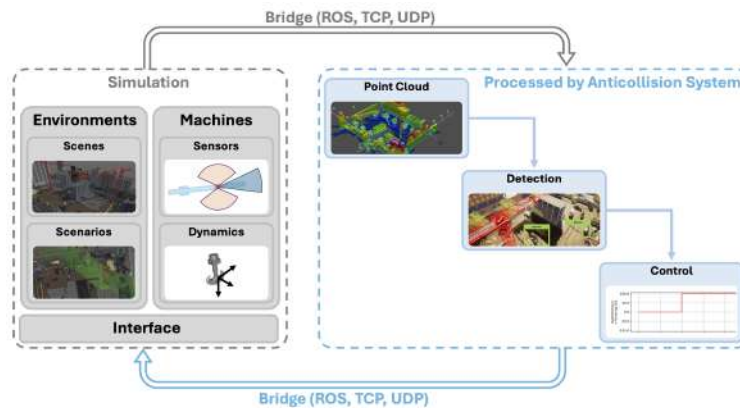 Bridge (ROS, TCP, UDP)
Simulation
Processed by Anticollision System
Environments
Machines
Scenes
Sensors
Scenarios
Dynamics
Interface
Point Cloud
Detection
Control
Bridge (ROS, TCP, UDP)